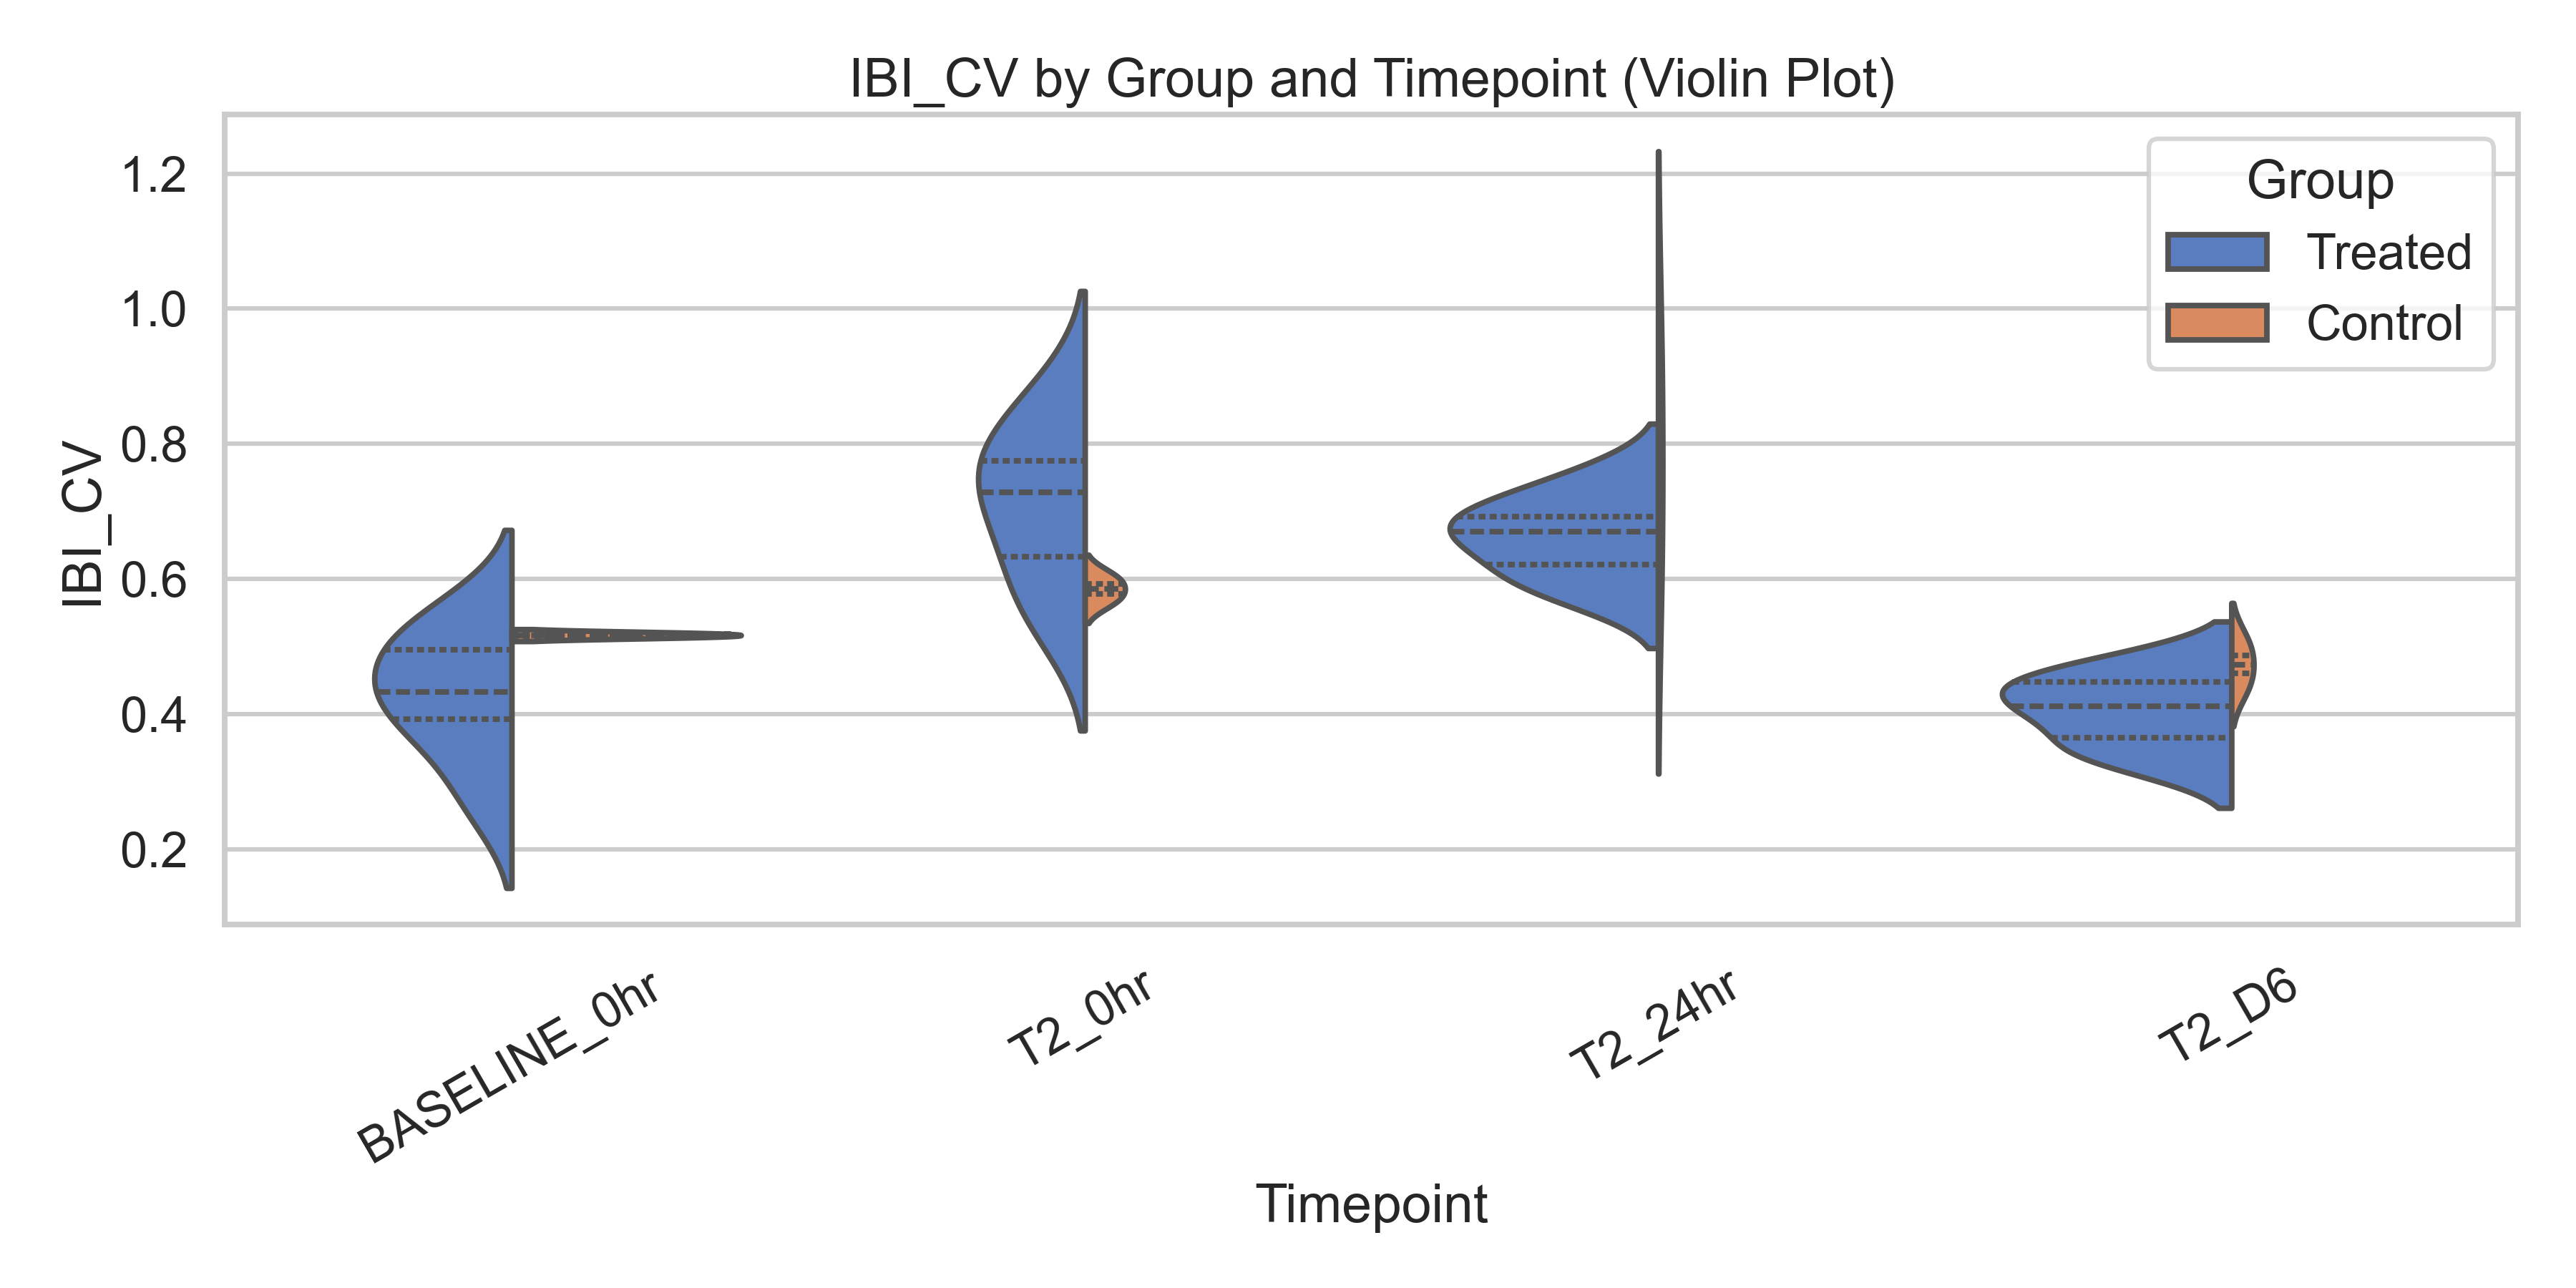 IBI_CV by Group and Timepoint (Violin Plot)
IBI_CV
1.2
1.0
0.8
0.6
0.4
0.2
Group
Treated
Control
BASELINE_0hr
T2_0hr
T2_24hr
T2_D6
Timepoint